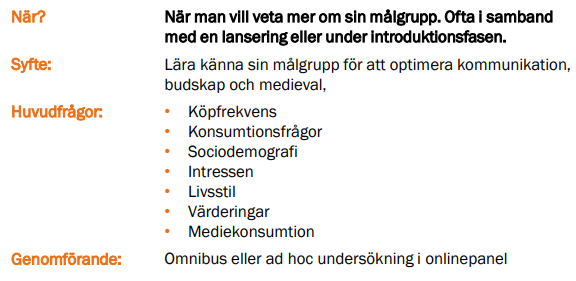 När? När man vill veta mer om sin målgrupp. Ofta i samband
med en lansering eller under introduktionsfasen.
Syfte: Lära känna sin målgrupp för att optimera kommunikation,
budskap och medieval,
Huvudfrågor: • Köpfrekvens
• Konsumtionsfrågor
• Sociodemografi
• Intressen
• Livsstil
• Värderingar
• Mediekonsumtion
Genomförande: Omnibus eller ad hoc undersökning i onlinepanel